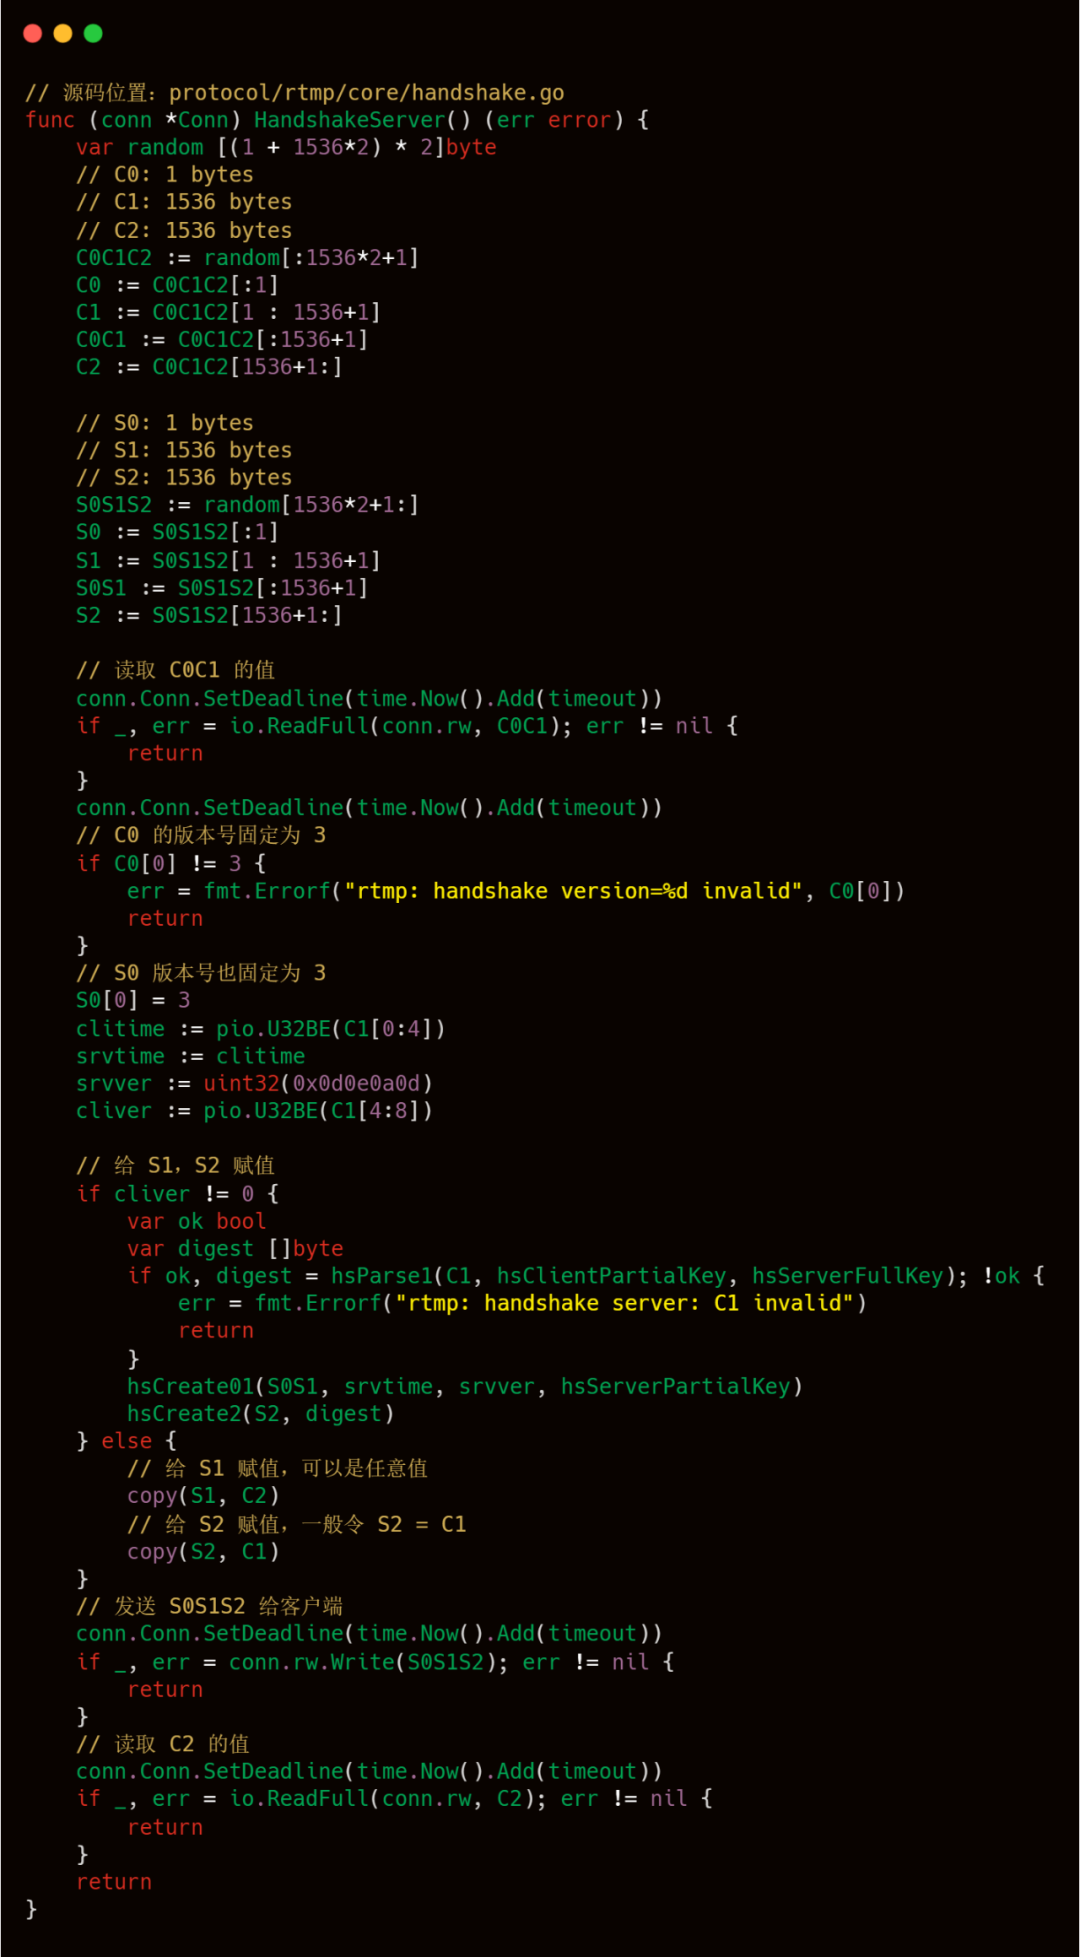 // 源码位置：protocol/rtmp/core/handshake.go
func (conn *Conn) HandshakeServer() (err error) {
    var random [(1 + 1536*2) * 2]byte
    // C0: 1 bytes
    // C1: 1536 bytes
    // C2: 1536 bytes
    C0C1C2 := random[:1536*2+1]
    C0 := C0C1C2[:1]
    C1 := C0C1C2[1 : 1536+1]
    C0C1 := C0C1C2[:1536+1]
    C2 := C0C1C2[1536+1:]

    // S0: 1 bytes
    // S1: 1536 bytes
    // S2: 1536 bytes
    S0S1S2 := random[1536*2+1:]
    S0 := S0S1S2[:1]
    S1 := S0S1S2[1 : 1536+1]
    S0S1 := S0S1S2[:1536+1]
    S2 := S0S1S2[1536+1:]

    // 读取 C0C1 的值
    conn.Conn.SetDeadline(time.Now().Add(timeout))
    if _, err = io.ReadFull(conn.rw, C0C1); err != nil {
        return
    }
    conn.Conn.SetDeadline(time.Now().Add(timeout))
    // C0 的版本号固定为 3
    if C0[0] != 3 {
        err = fmt.Errorf("rtmp: handshake version=%d invalid", C0[0])
        return
    }
    // S0 版本号也固定为 3
    S0[0] = 3
    clitime := pio.U32BE(C1[0:4])
    srvtime := clitime
    srvver := uint32(0x0d0e0a0d)
    cliver := pio.U32BE(C1[4:8])

    // 给 S1，S2 赋值
    if cliver != 0 {
        var ok bool
        var digest []byte
        if ok, digest = hsParse1(C1, hsClientPartialKey, hsServerFullKey); !ok {
            err = fmt.Errorf("rtmp: handshake server: C1 invalid")
            return
        }
        hsCreate01(S0S1, srvtime, srvver, hsServerPartialKey)
        hsCreate2(S2, digest)
    } else {
        // 给 S1 赋值，可以是任意值
        copy(S1, C2)
        // 给 S2 赋值，一般令 S2 = C1
        copy(S2, C1)
    }
    // 发送 S0S1S2 给客户端
    conn.Conn.SetDeadline(time.Now().Add(timeout))
    if _, err = conn.rw.Write(S0S1S2); err != nil {
        return
    }
    // 读取 C2 的值
    conn.Conn.SetDeadline(time.Now().Add(timeout))
    if _, err = io.ReadFull(conn.rw, C2); err != nil {
        return
    }
    return
}